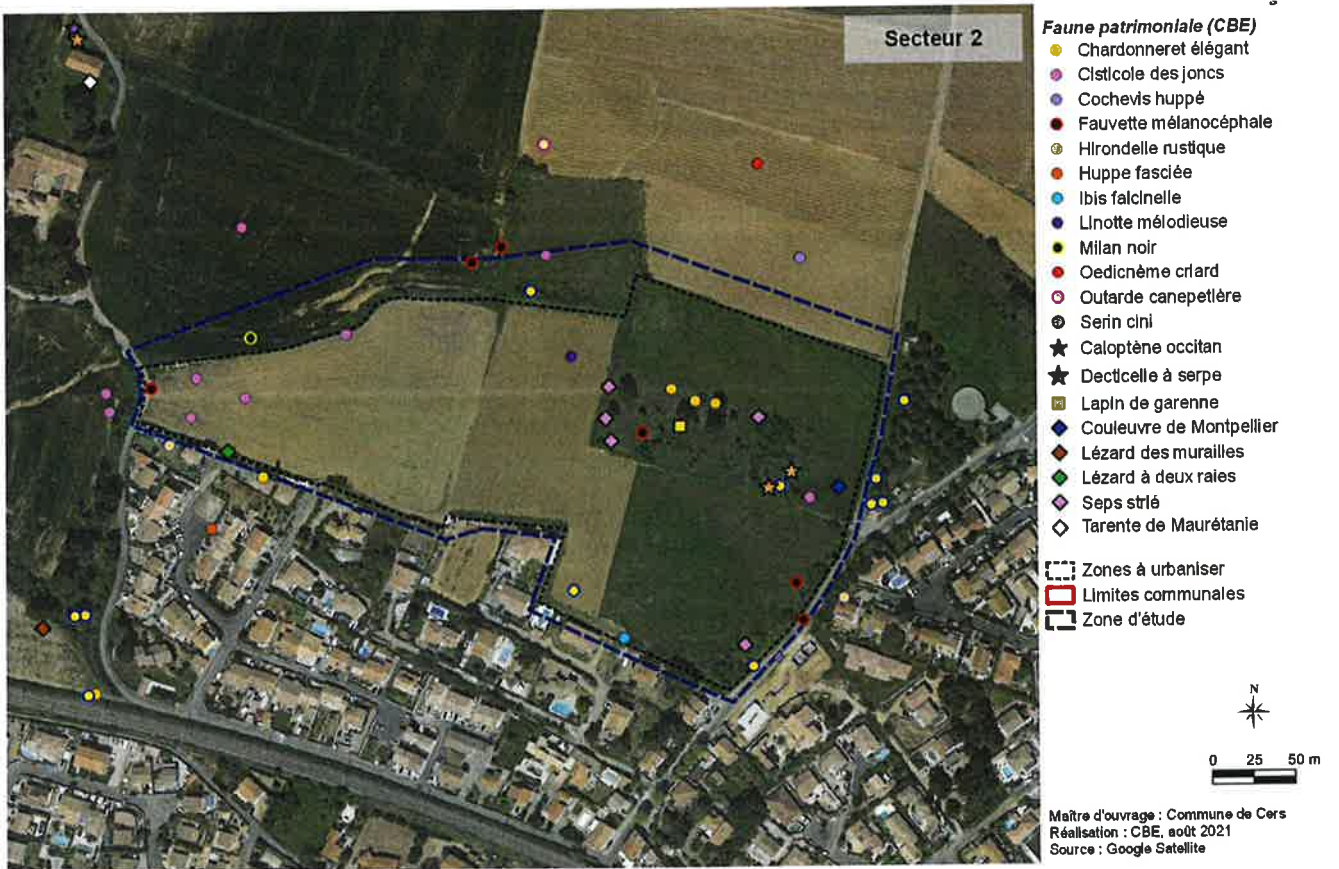 Secteur 2
Faune patrimoniale (CBE)
Chardonneret élégant
Cisticole des joncs
Cochevis huppé
Fauvette mélanocéphale
Hirondelle rustique
Huppe fasciée
Ibis falcinelle
Linotte mélodieuse
Milan noir
Oedicnème criard
Outarde canepetière
Serin cini
Caloptène occitan
Decticelle à serpe
Lapin de garenne
Couleuvre de Montpellier
Lézard des murailles
Lézard à deux raies
Seps strié
Tarente de Maurétanie
Zones à urbaniser
Limites communales
Zone d'étude
N
0 25 50 m
Maître d'ouvrage : Commune de Cers
Réalisation : CBE, août 2021
Source : Google Satellite